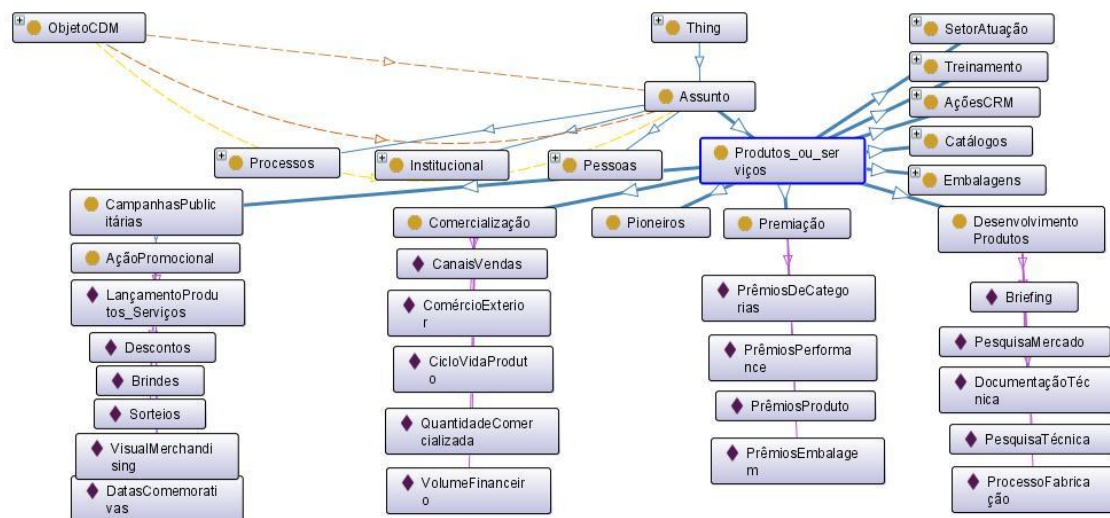 ObjetoCDM
Thing
SetorAtuação
Treinamento
Assunto
AçõesCRM
Processos
Institucional
Pessoas
Produtos_ou_ser
viços
Catálogos
Embalagens
CampanhasPublic
itárias
Comercialização
Pioneiros
Premiação
Desenvolvimento
Produtos
AçãoPromocional
LançamentoProdu
tos_Serviços
Descontos
Brindes
Sorteios
VisualMerchandi
sing
DatasComemorati
vas
CanaisVendas
ComércioExterio
r
CicloVidaProdut
o
QuantidadeComer
cializada
VolumeFinanceir
o
PrêmiosDeCatego
rias
PrêmiosPerforma
nce
PrêmiosProduto
PrêmiosEmbalage
m
Briefing
PesquisaMercado
DocumentaçãoTéc
nica
PesquisaTécnica
ProcessoFabrica
ção